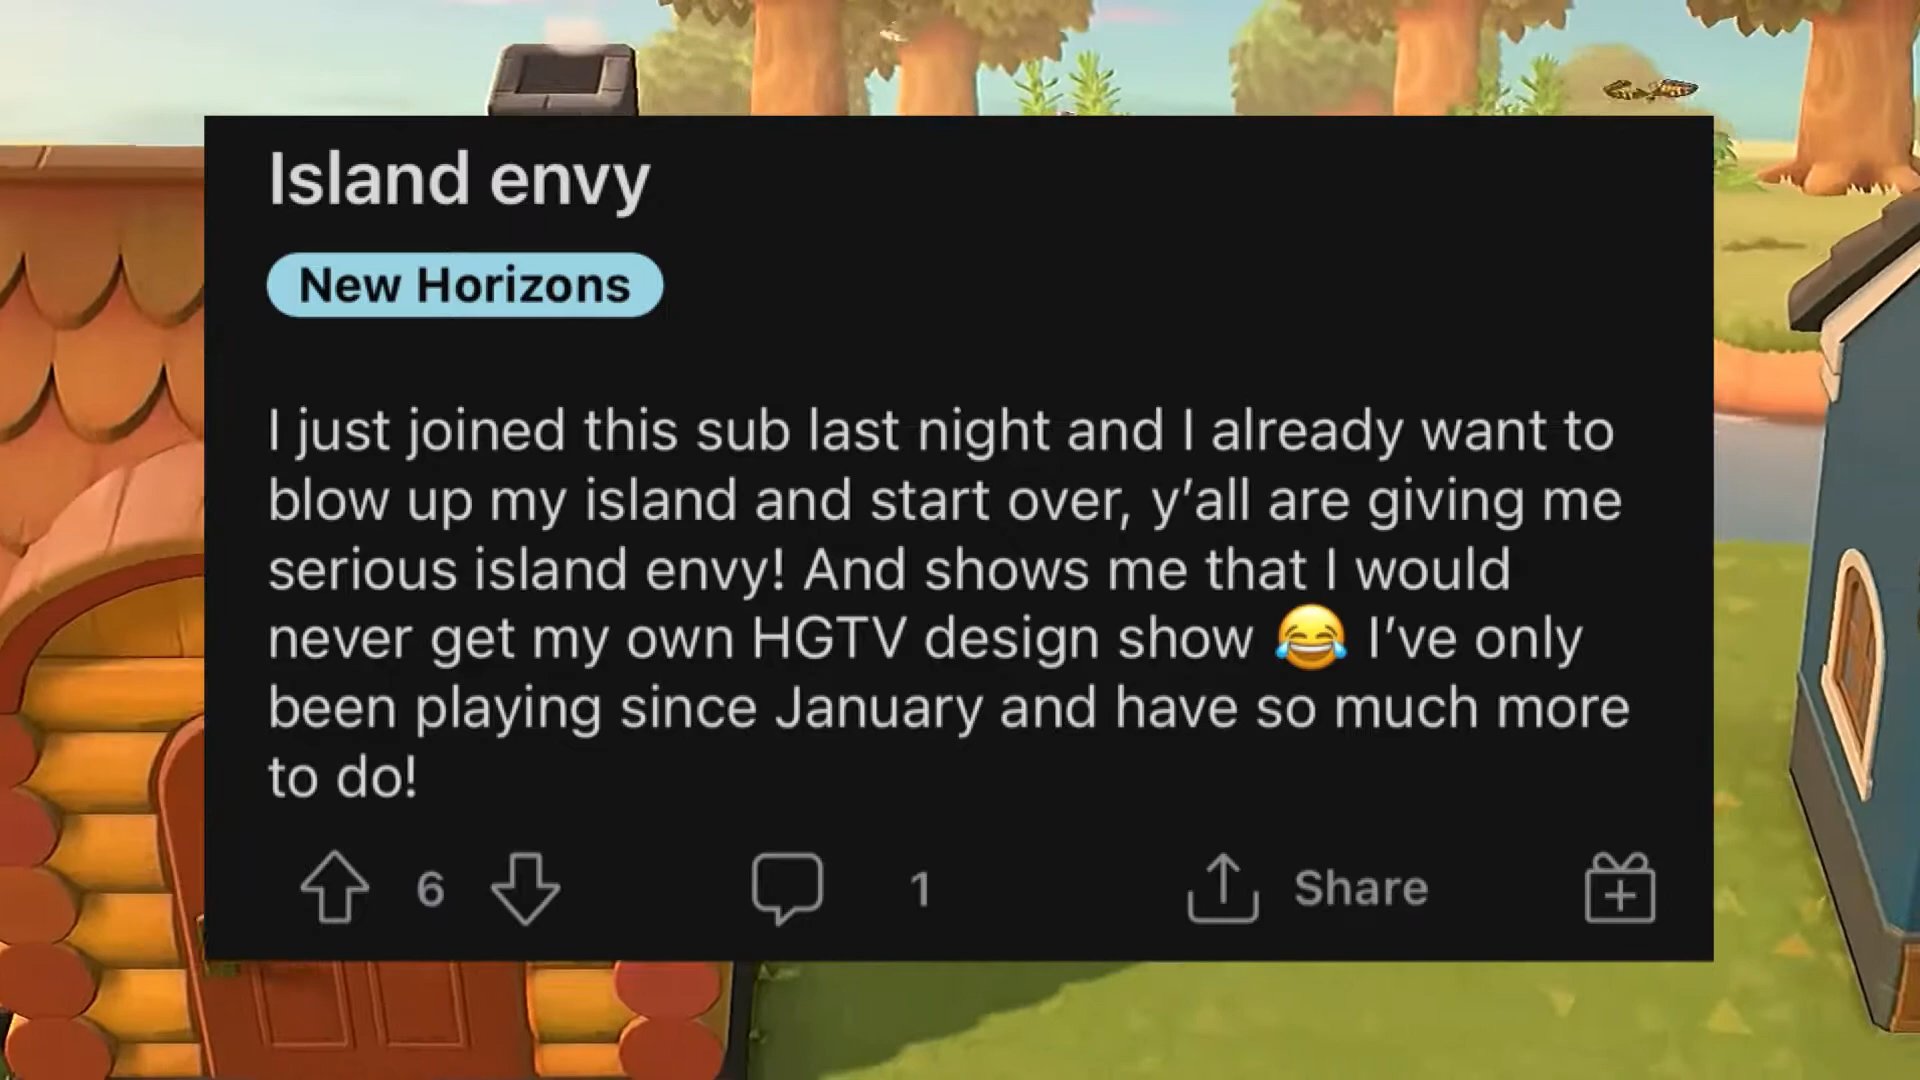 Island envy
New Horizons
I just joined this sub last night and I already want to
blow up my island and start over, y’all are giving me
serious island envy! And shows me that I would
never get my own HGTV design show 😂 I’ve only
been playing since January and have so much more
to do!
6 1 Share